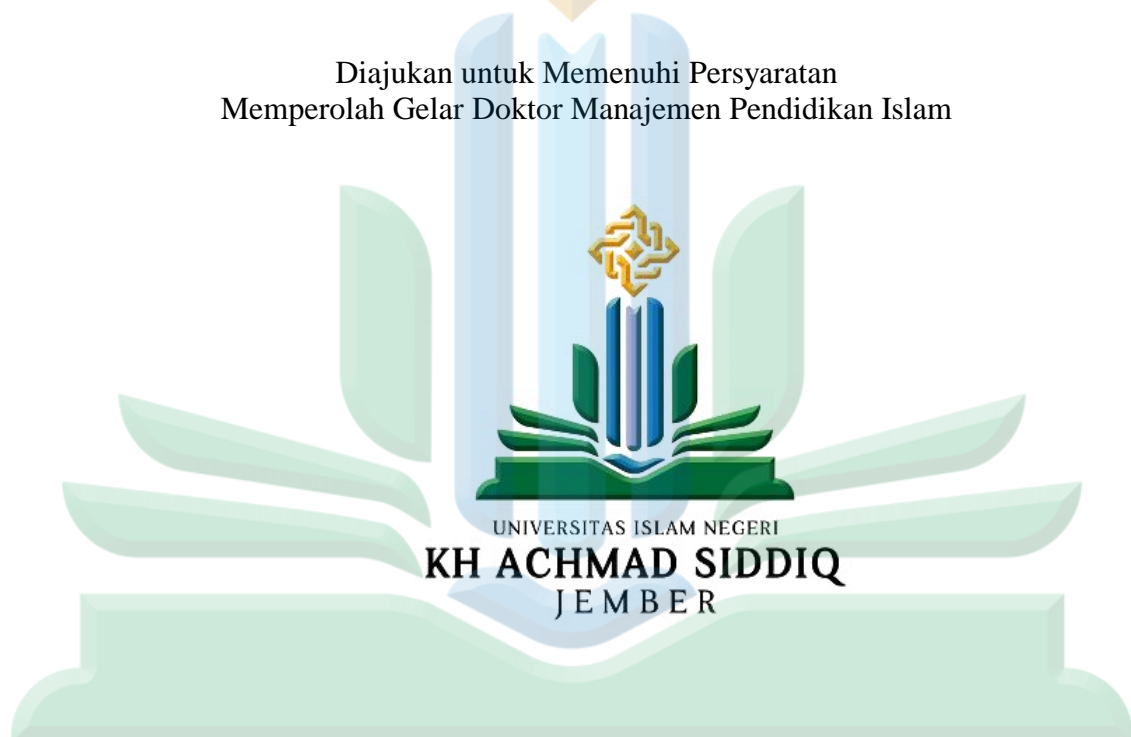 Diajukan untuk Memenuhi Persyaratan
Memperolah Gelar Doktor Manajemen Pendidikan Islam
UNIVERSITAS ISLAM NEGERI
KH ACHMAD SIDDIQ
JEMBER